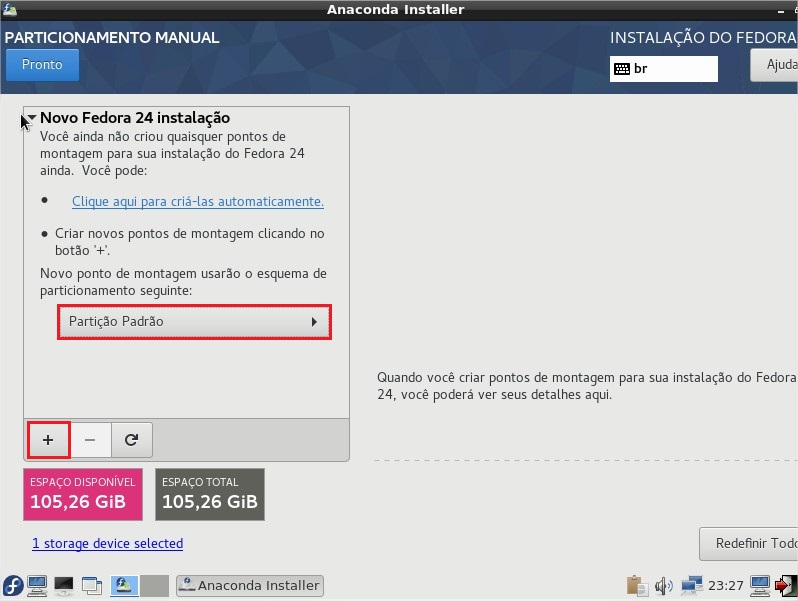 Anaconda Installer
PARTICIONAMENTO MANUAL
INSTALAÇÃO DO FEDORA
Pronto
br
Ajuda
Novo Fedora 24 instalação
Você ainda não criou quaisquer pontos de
montagem para sua instalação do Fedora 24
ainda. Você pode:
• Clique aqui para criá-las automaticamente.
• Criar novos pontos de montagem clicando no
botão '+'.
Novo ponto de montagem usarão o esquema de
particionamento seguinte:
Partição Padrão
Quando você criar pontos de montagem para sua instalação do Fedora
24, você poderá ver seus detalhes aqui.
+ −
ESPAÇO DISPONÍVEL
105,26 GiB
ESPAÇO TOTAL
105,26 GiB
1 storage device selected
Redefinir Todo
Anaconda Installer
23:27